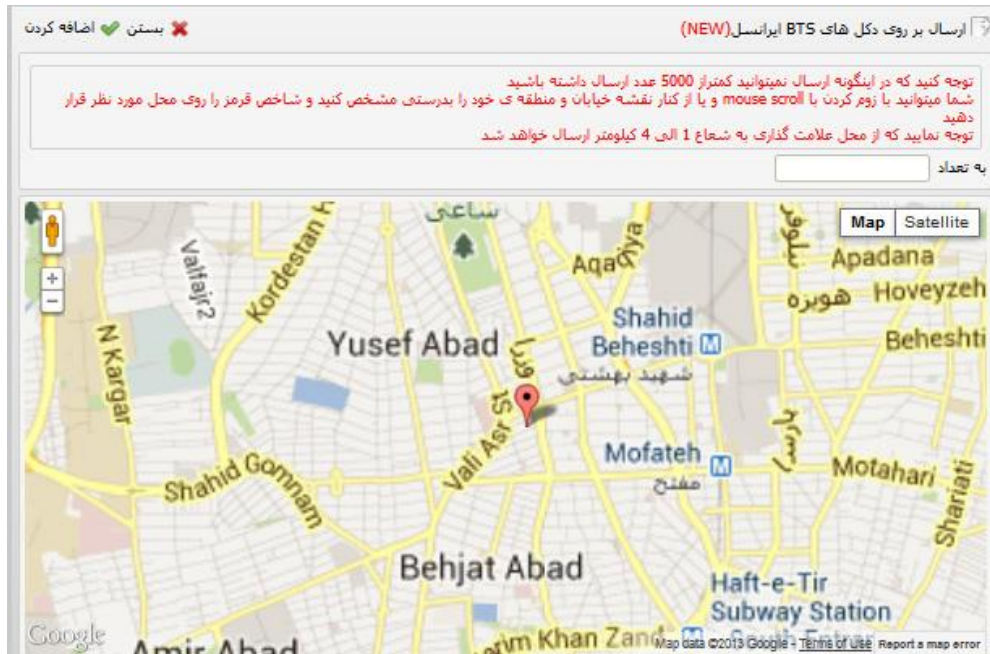 ارسال بر روی دکل های BTS ایرانسل(NEW)
اضافه کردن بستن
توجه کنید که در اینگونه ارسال نمیتوانید کمتراز 5000 عدد ارسال داشته باشید
شما میتوانید با زوم کردن با mouse scroll و یا از کنار نقشه خیابان و منطقه ی خود را بدرستی مشخص کنید و شاخص قرمز را روی محل مورد نظر قرار
دهید
توجه نمایید که از محل علامت گذاری به شعاع 1 الی 4 کیلومتر ارسال خواهد شد
به تعداد
Map Satellite
ساعی
Valfajr2
Kordestan
نیلوفر
Apadana
Hoveyzeh
هویزه
N Kargar
Yusef Abad
وزرا
Shahid
Beheshti M
شهید بهشتی
Beheshti
Vali Asr St
پارسا
Mofateh M
مفتح
Motahari
Shahid Gomnam
Shariati
Behjat Abad
Haft-e-Tir
Subway Station
Google
Amir Abad
Khan Zand
Map data ©2013 Google - Terms of Use Report a map error